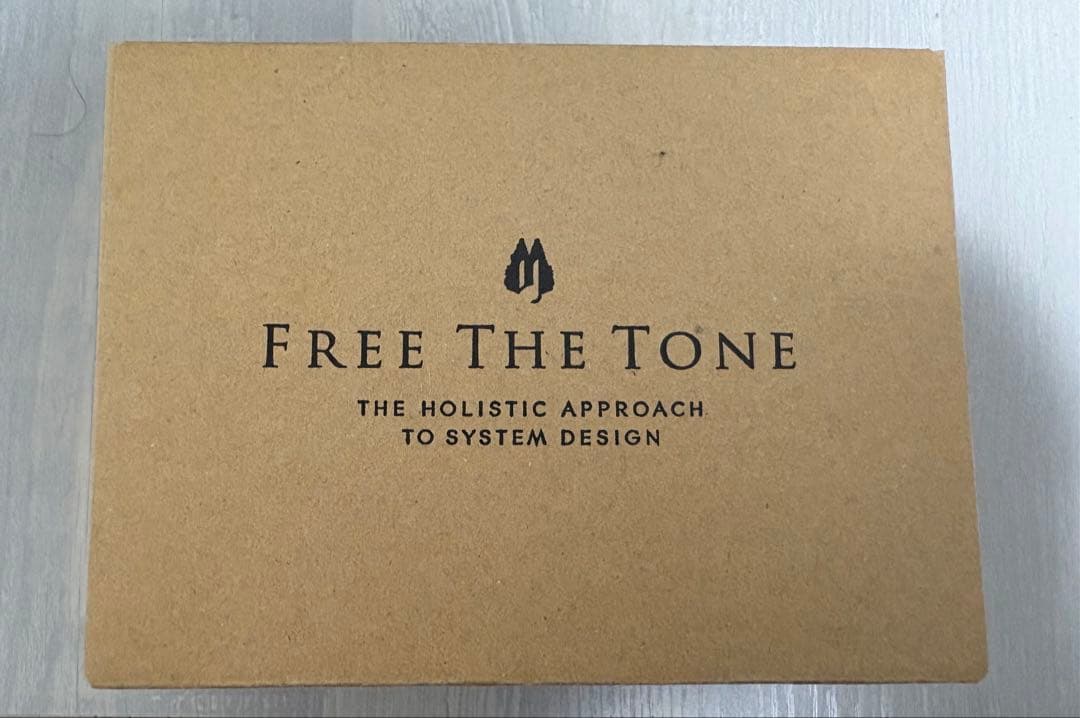 FREE THE TONE
THE HOLISTIC APPROACH
TO SYSTEM DESIGN